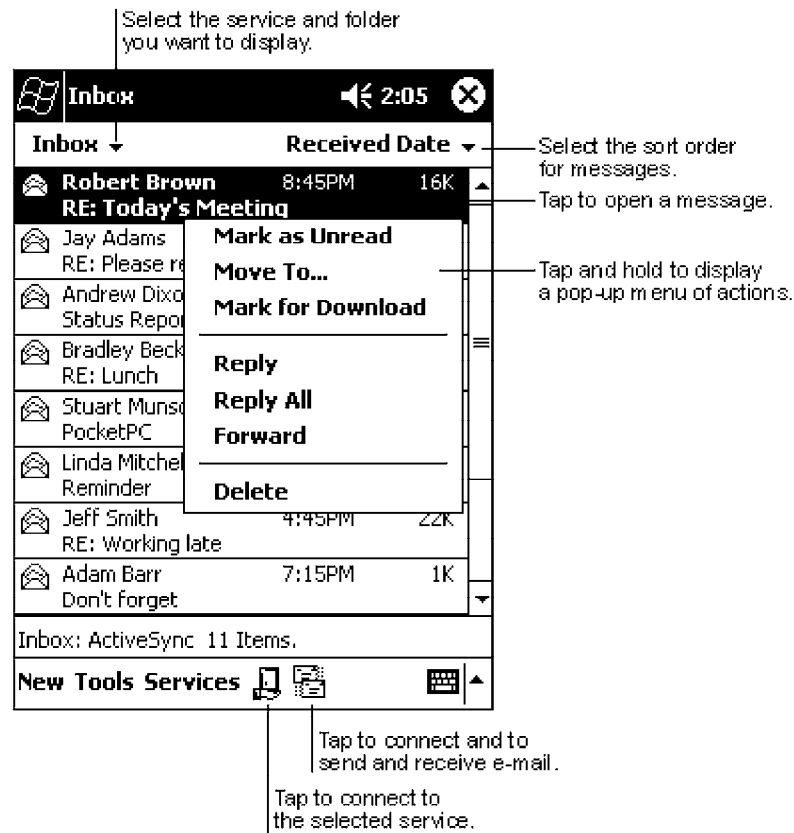 Select the service and folder
you want to display.
Inbox 2:05
Inbox Received Date
Select the sort order
for messages.
Robert Brown 8:45PM 16K
RE: Today's Meeting
Tap to open a message.
Jay Adams
RE: Please re
Andrew Dixo
Status Repor
Bradley Beck
RE: Lunch
Stuart Munso
PocketPC
Linda Mitchel
Reminder
Mark as Unread
Move To...
Mark for Download
Reply
Reply All
Forward
Delete
Tap and hold to display
a pop-up menu of actions.
Jeff Smith 4:45PM 22K
RE: Working late
Adam Barr 7:15PM 1K
Don't forget
Inbox: ActiveSync 11 Items.
New Tools Services
Tap to connect and to
send and receive e-mail.
Tap to connect to
the selected service.